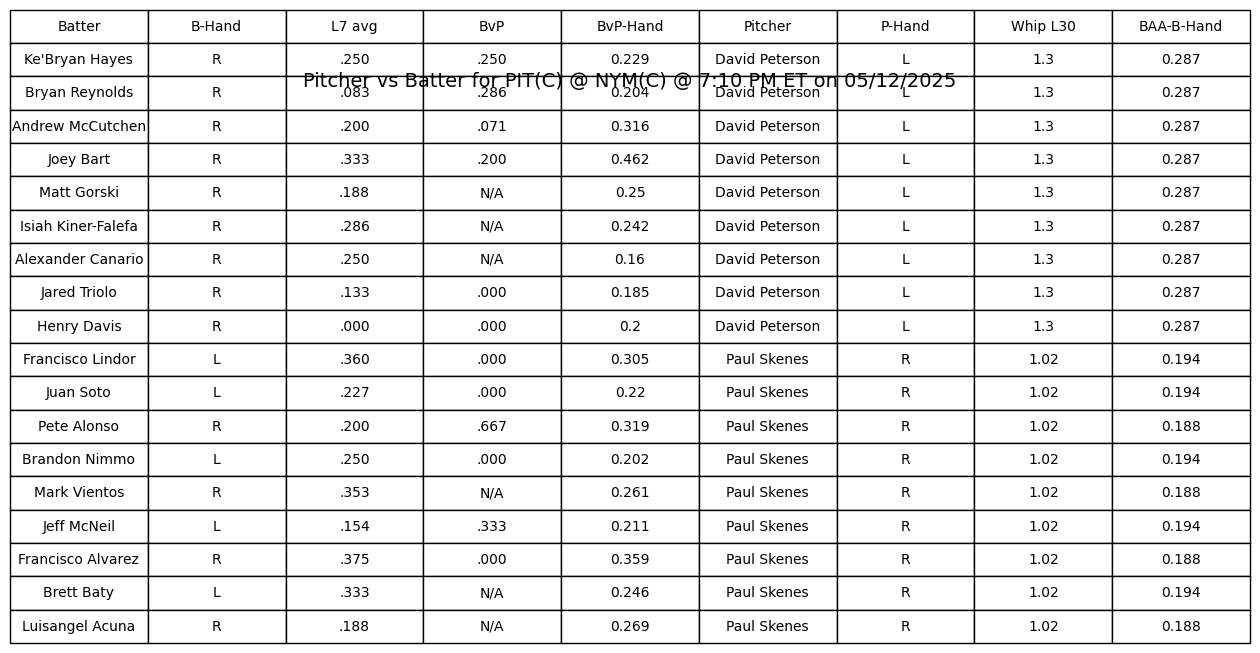 Batter B-Hand L7 avg BvP BvP-Hand Pitcher P-Hand Whip L30 BAA-B-Hand
Ke'Bryan Hayes R .250 .250 0.229 David Peterson L 1.3 0.287
Pitcher vs Batter for PIT(C) @ NYM(C) @ 7:10 PM ET on 05/12/2025
Bryan Reynolds R .083 .286 0.204 David Peterson L 1.3 0.287
Andrew McCutchen R .200 .071 0.316 David Peterson L 1.3 0.287
Joey Bart R .333 .200 0.462 David Peterson L 1.3 0.287
Matt Gorski R .188 N/A 0.25 David Peterson L 1.3 0.287
Isiah Kiner-Falefa R .286 N/A 0.242 David Peterson L 1.3 0.287
Alexander Canario R .250 N/A 0.16 David Peterson L 1.3 0.287
Jared Triolo R .133 .000 0.185 David Peterson L 1.3 0.287
Henry Davis R .000 .000 0.2 David Peterson L 1.3 0.287
Francisco Lindor L .360 .000 0.305 Paul Skenes R 1.02 0.194
Juan Soto L .227 .000 0.22 Paul Skenes R 1.02 0.194
Pete Alonso R .200 .667 0.319 Paul Skenes R 1.02 0.188
Brandon Nimmo L .250 .000 0.202 Paul Skenes R 1.02 0.194
Mark Vientos R .353 N/A 0.261 Paul Skenes R 1.02 0.188
Jeff McNeil L .154 .333 0.211 Paul Skenes R 1.02 0.194
Francisco Alvarez R .375 .000 0.359 Paul Skenes R 1.02 0.188
Brett Baty L .333 N/A 0.246 Paul Skenes R 1.02 0.194
Luisangel Acuna R .188 N/A 0.269 Paul Skenes R 1.02 0.188